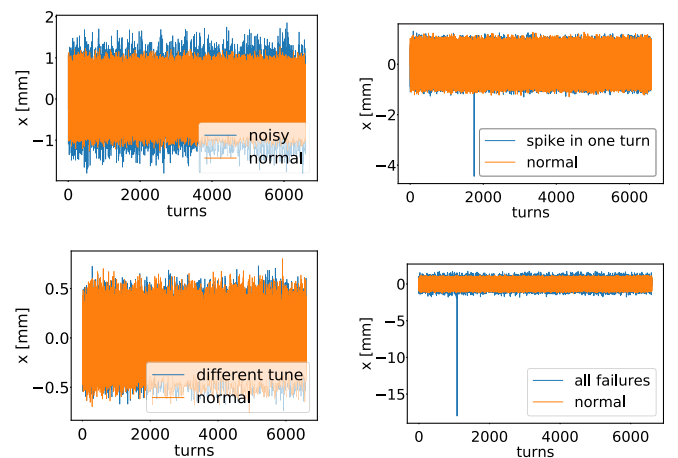 2
1
0
−1
x [mm]
noisy
normal
0 2000 4000 6000
turns
0
−2
−4
x [mm]
spike in one turn
normal
0 2000 4000 6000
turns
0.5
0.0
−0.5
x [mm]
different tune
normal
0 2000 4000 6000
turns
0
−5
−10
−15
x [mm]
all failures
normal
0 2000 4000 6000
turns